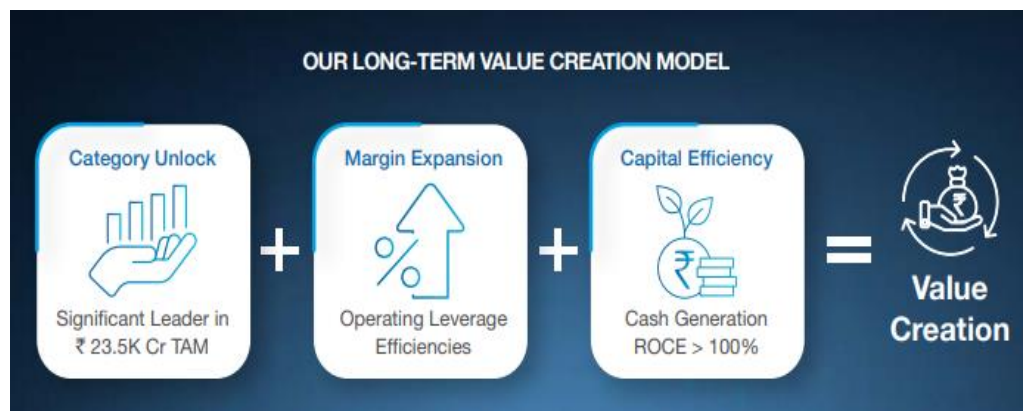 OUR LONG-TERM VALUE CREATION MODEL
Category Unlock
Significant Leader in
₹ 23.5K Cr TAM
+
Margin Expansion
%
Operating Leverage
Efficiencies
+
Capital Efficiency
₹
Cash Generation
ROCE > 100%
=
₹
Value
Creation